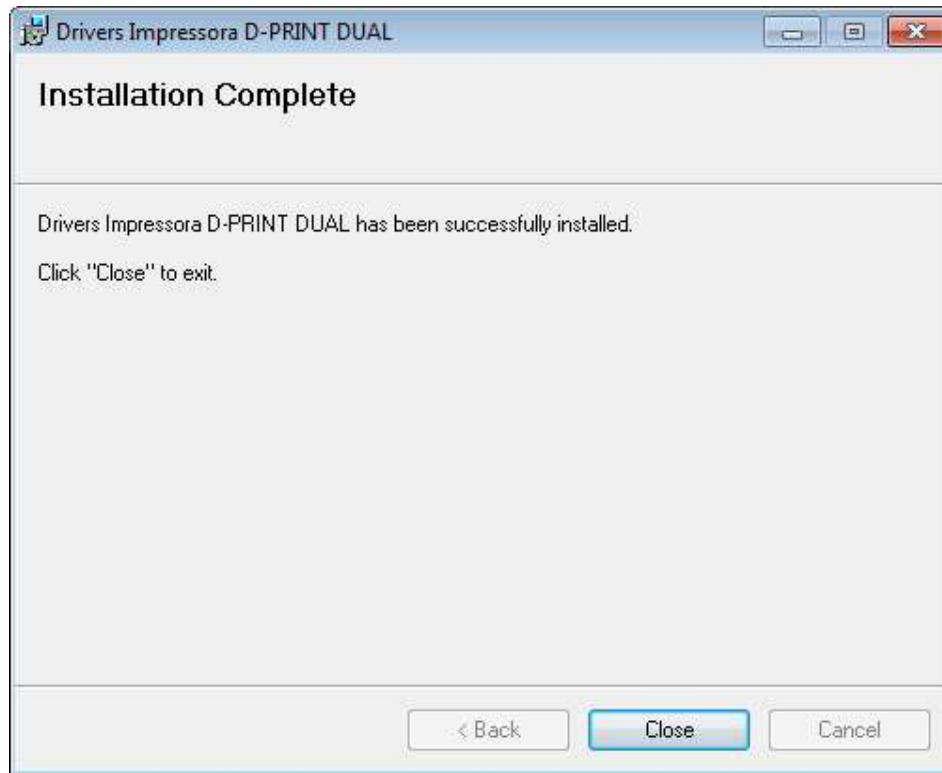 Drivers Impressora D-PRINT DUAL
Installation Complete
Drivers Impressora D-PRINT DUAL has been successfully installed.
Click "Close" to exit.
< Back Close Cancel